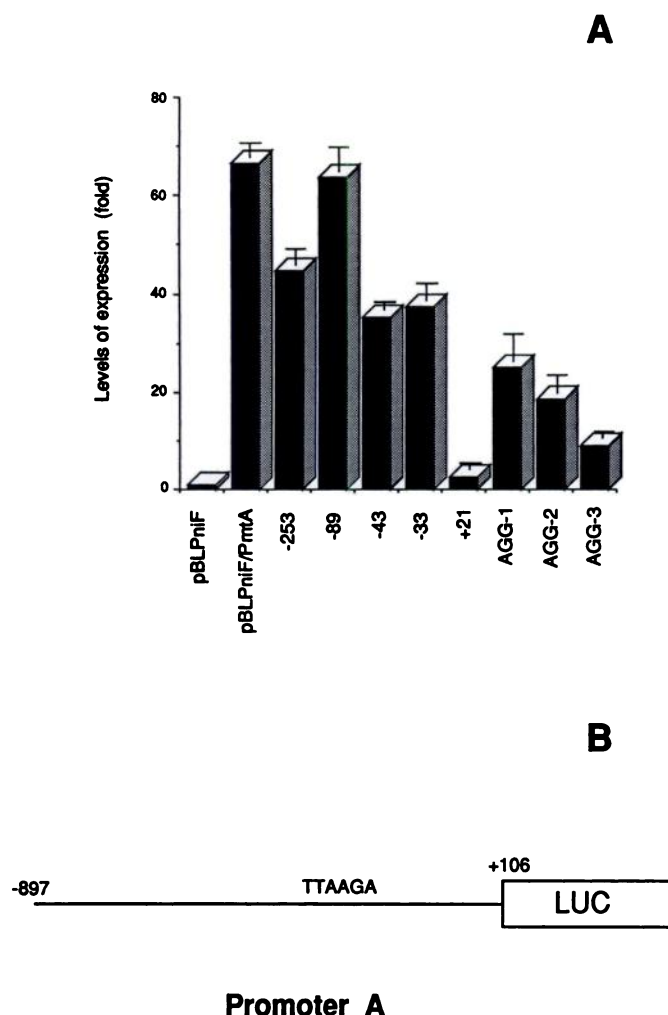 A
Levels of expression (fold)
80
60
40
20
0
pBLPniF
pBLPniF/PmtA
-253
-89
-43
-33
+21
AGG-1
AGG-2
AGG-3
B
-897
TTAAGA
+106
LUC
Promoter A